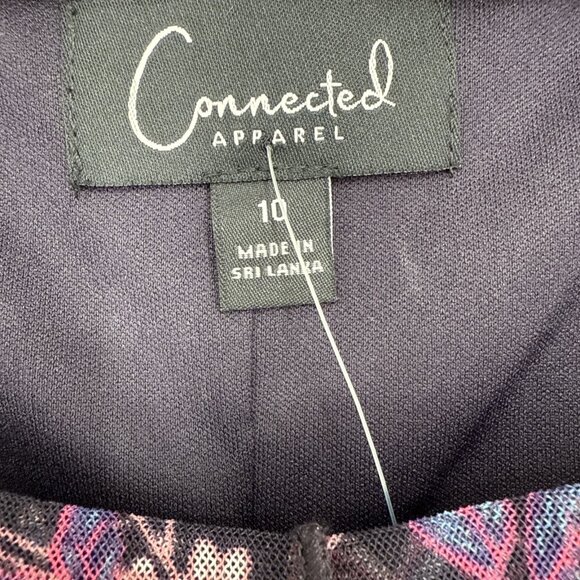 Connected
APPAREL
10
MADE IN
SRI LANKA